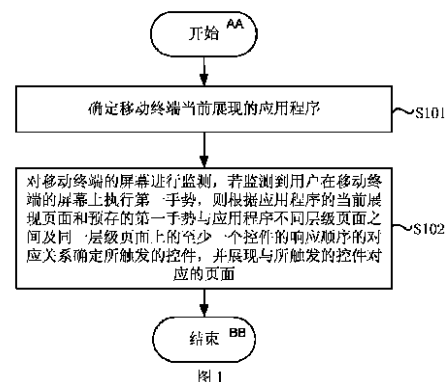 开始 AA
确定移动终端当前展现的应用程序
S101
对移动终端的屏幕进行监测，若监测到用户在移动终端
的屏幕上执行第一手势，则根据应用程序的当前展
现页面和预存的第一手势与应用程序不同层级页面之
间及同一层级页面上的至少一个控件的响应顺序的对
应关系确定所触发的控件，并展现与所触发的控件对
应的页面
S102
结束 BB
图1